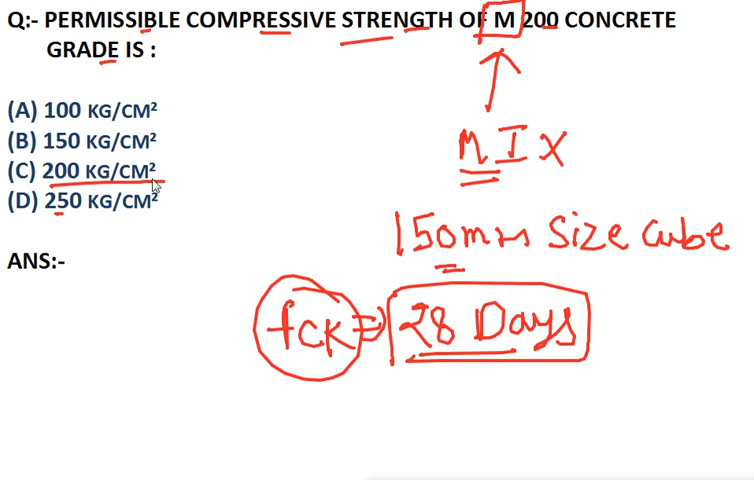 Q:- PERMISSIBLE COMPRESSIVE STRENGTH OF M 200 CONCRETE
GRADE IS :
(A) 100 KG/CM²
(B) 150 KG/CM²
MIX
(C) 200 KG/CM²
(D) 250 KG/CM²
150mm Size cube
ANS:-
fck ⇒ 28 Days